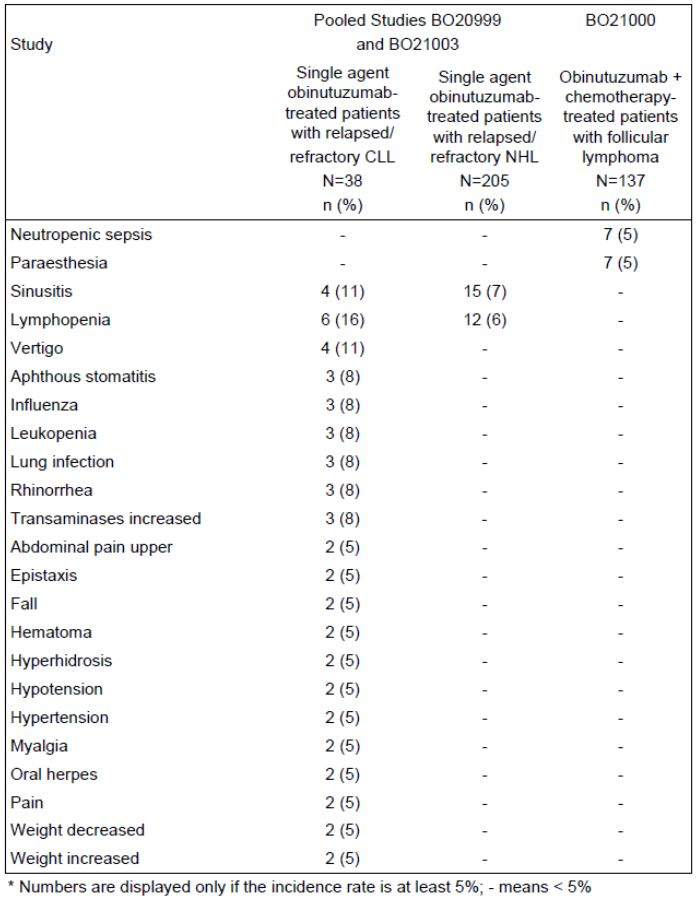 Study Pooled Studies BO20999 and BO21003 BO21000
Single agent obinutuzumab-treated patients with relapsed/refractory CLL N=38 n (%) Single agent obinutuzumab-treated patients with relapsed/refractory NHL N=205 n (%) Obinutuzumab + chemotherapy-treated patients with follicular lymphoma N=137 n (%)
Neutropenic sepsis - - 7 (5)
Paraesthesia - - 7 (5)
Sinusitis 4 (11) 15 (7) -
Lymphopenia 6 (16) 12 (6) -
Vertigo 4 (11) - -
Aphthous stomatitis 3 (8) - -
Influenza 3 (8) - -
Leukopenia 3 (8) - -
Lung infection 3 (8) - -
Rhinorrhea 3 (8) - -
Transaminases increased 3 (8) - -
Abdominal pain upper 2 (5) - -
Epistaxis 2 (5) - -
Fall 2 (5) - -
Hematoma 2 (5) - -
Hyperhidrosis 2 (5) - -
Hypotension 2 (5) - -
Hypertension 2 (5) - -
Myalgia 2 (5) - -
Oral herpes 2 (5) - -
Pain 2 (5) - -
Weight decreased 2 (5) - -
Weight increased 2 (5) - -
* Numbers are displayed only if the incidence rate is at least 5%; - means < 5%